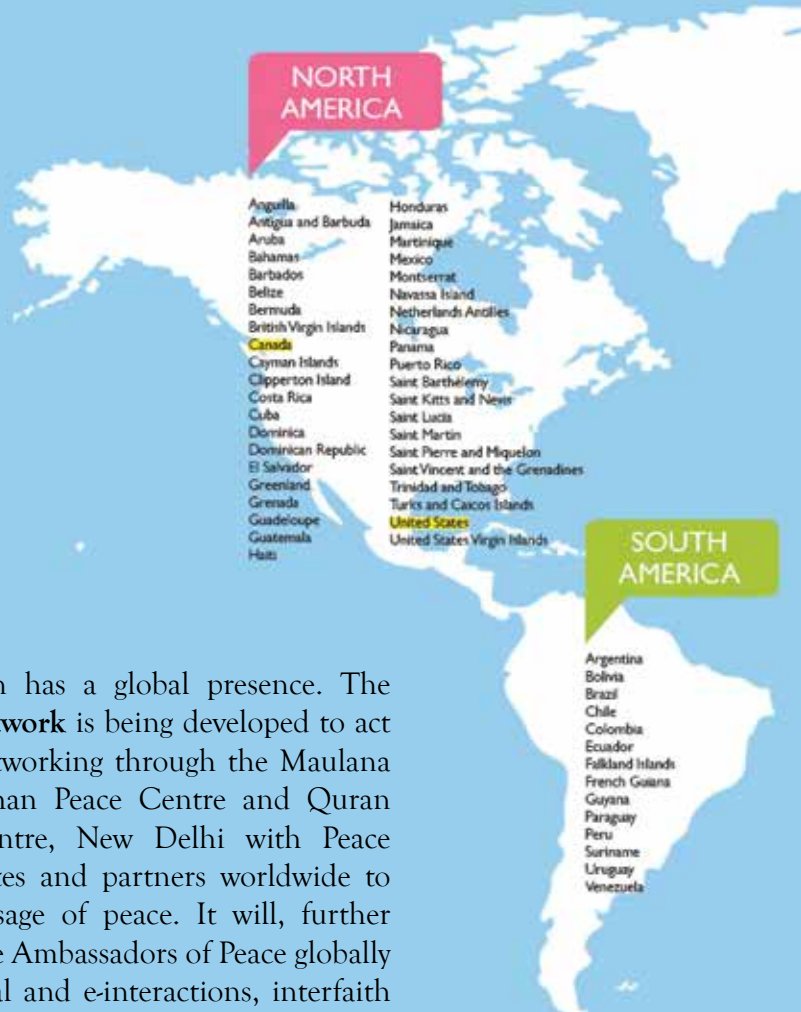 NORTH
AMERICA
Anguilla
Antigua and Barbuda
Aruba
Bahamas
Barbados
Belize
Bermuda
British Virgin Islands
Canada
Cayman Islands
Clipperton Island
Costa Rica
Cuba
Dominica
Dominican Republic
El Salvador
Greenland
Grenada
Guadeloupe
Guatemala
Haiti
Honduras
Jamaica
Martinique
Mexico
Montserrat
Navassa Island
Netherlands Antilles
Nicaragua
Panama
Puerto Rico
Saint Barthélemy
Saint Kitts and Nevis
Saint Lucia
Saint Martin
Saint Pierre and Miquelon
Saint Vincent and the Grenadines
Trinidad and Tobago
Turks and Caicos Islands
United States
United States Virgin Islands
SOUTH
AMERICA
Argentina
Bolivia
Brazil
Chile
Colombia
Ecuador
Falkland Islands
French Guiana
Guyana
Paraguay
Peru
Suriname
Uruguay
Venezuela
has a global presence. The
work is being developed to act
tworking through the Maulana
an Peace Centre and Quran
ntre, New Delhi with Peace
es and partners worldwide to
sage of peace. It will, further
e Ambassadors of Peace globally
al and e-interactions, interfaith